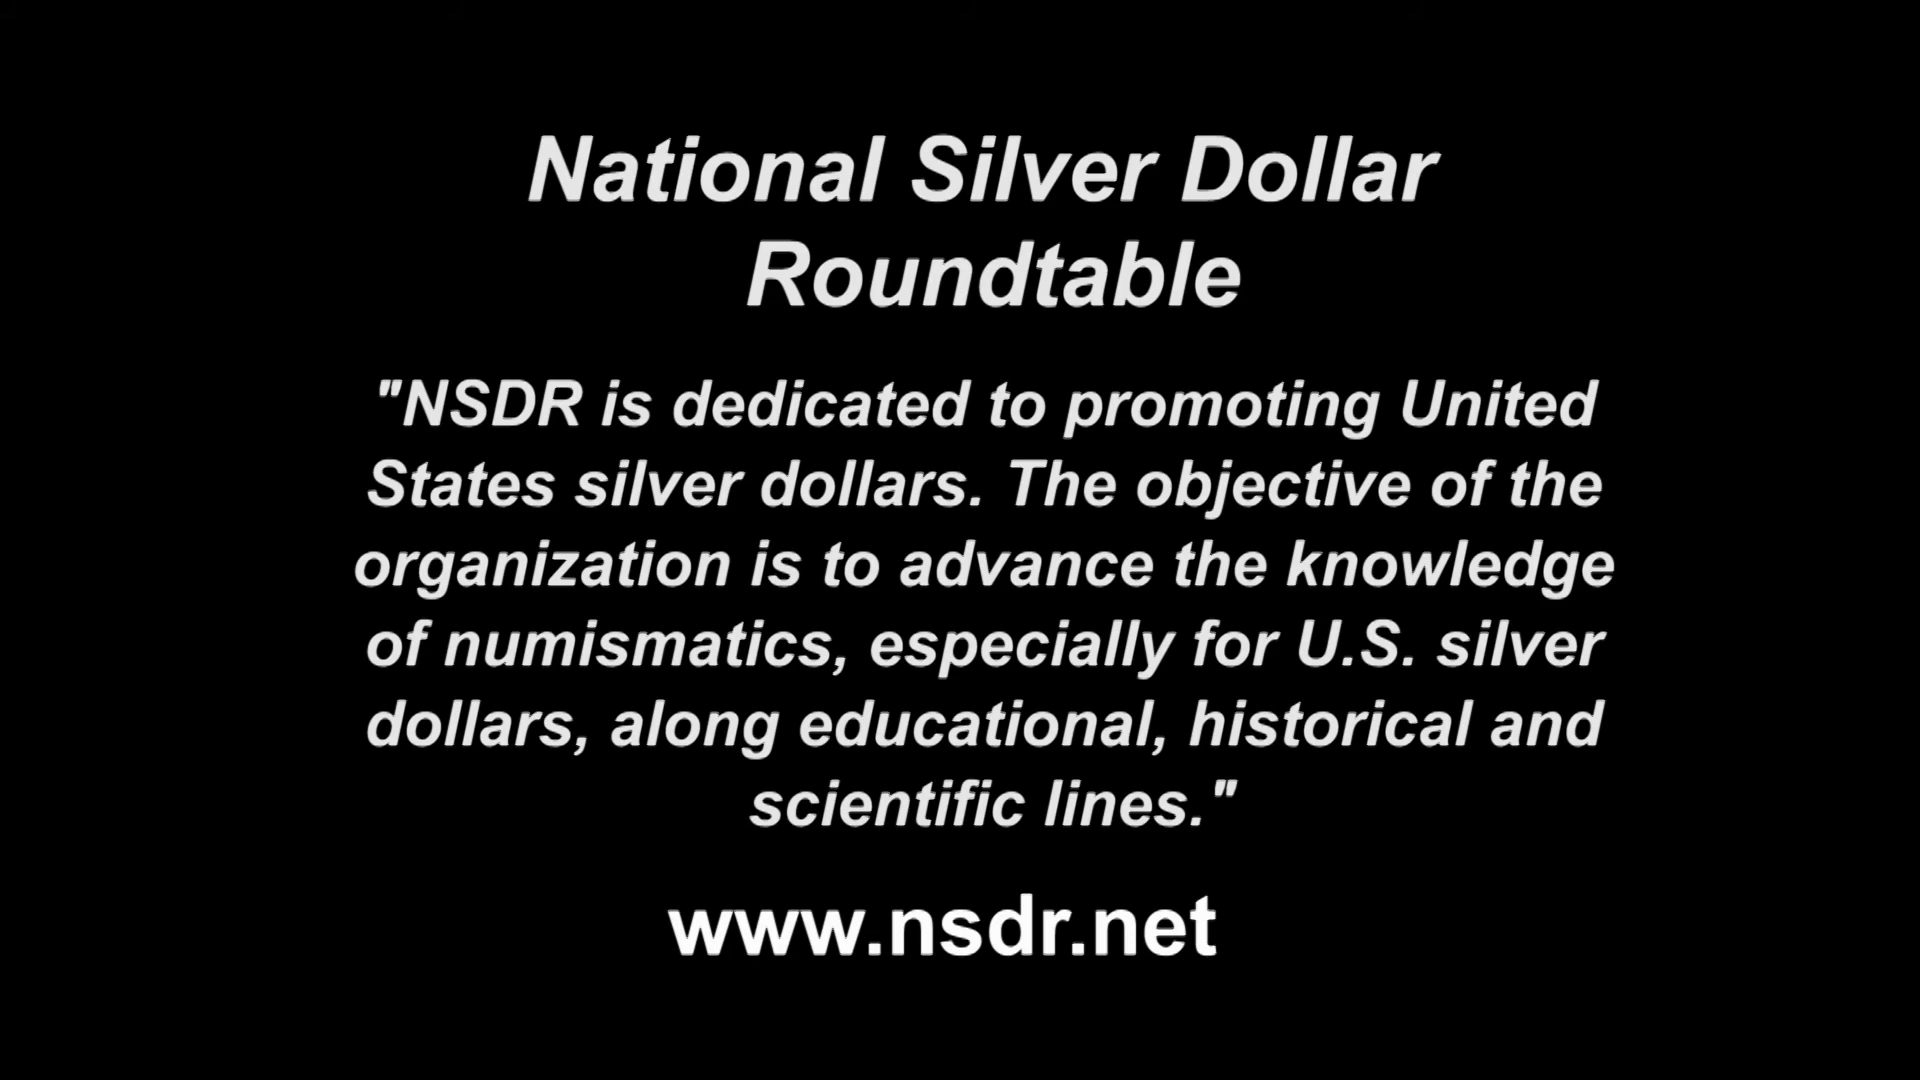 National Silver Dollar
Roundtable
"NSDR is dedicated to promoting United
States silver dollars. The objective of the
organization is to advance the knowledge
of numismatics, especially for U.S. silver
dollars, along educational, historical and
scientific lines."
www.nsdr.net